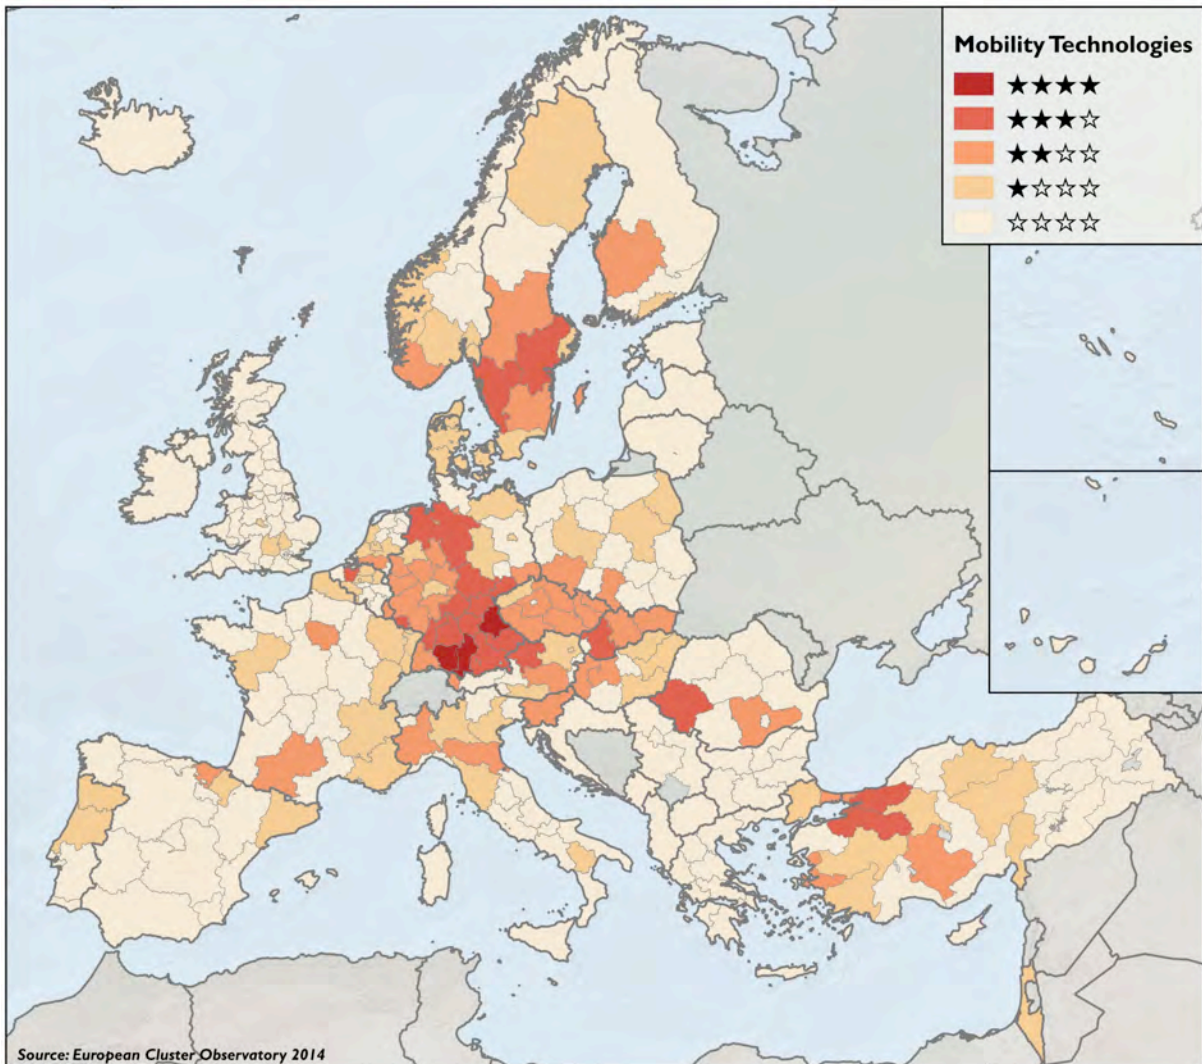 Mobility Technologies
★★★★
★★★☆
★★☆☆
★☆☆☆
☆☆☆☆
Source: European Cluster Observatory 2014